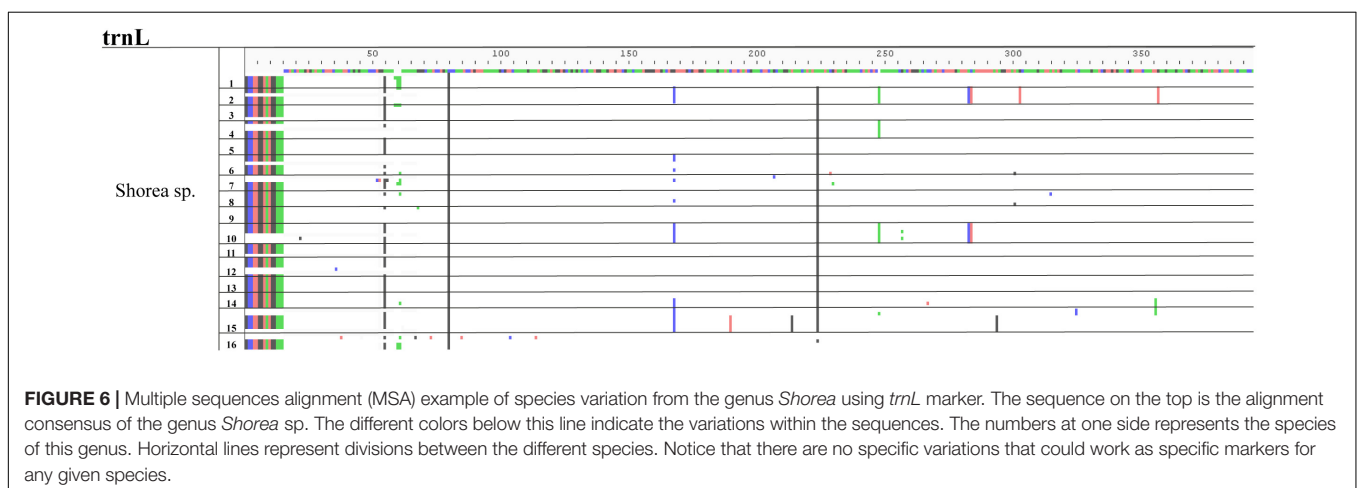 trnL
50 100 150 200 250 300 350
1
2
3
4
5
6
7
8
9
10
11
12
13
14
15
16
Shorea sp.
FIGURE 6 | Multiple sequences alignment (MSA) example of species variation from the genus Shorea using trnL marker. The sequence on the top is the alignment
consensus of the genus Shorea sp. The different colors below this line indicate the variations within the sequences. The numbers at one side represents the species
of this genus. Horizontal lines represent divisions between the different species. Notice that there are no specific variations that could work as specific markers for
any given species.